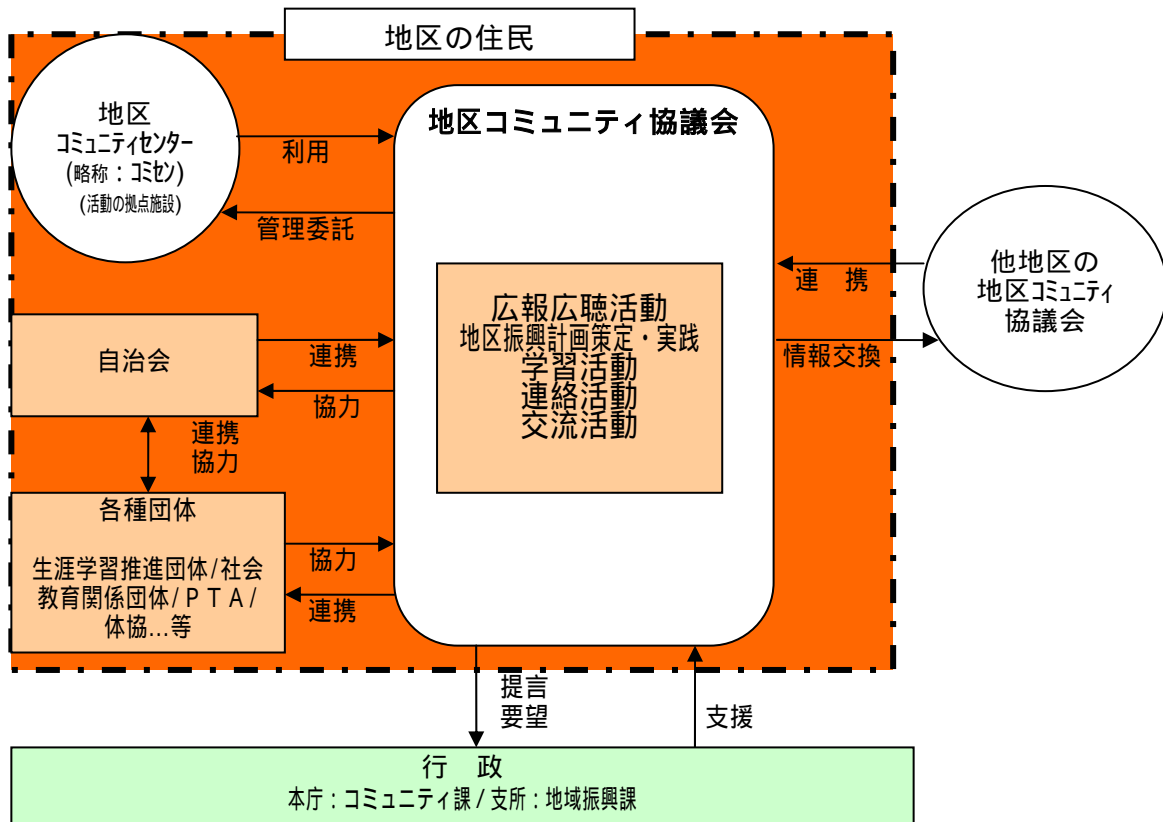 地区の住民
地区
コミュニティセンター
(略称：コミセン)
(活動の拠点施設)
利用
管理委託
地区コミュニティ協議会
広報広聴活動
地区振興計画策定・実践
学習活動
連絡活動
交流活動
連　携
情報交換
他地区の
地区コミュニティ
協議会
自治会
連携
協力
連携
協力
各種団体
生涯学習推進団体/社会
教育関係団体/ＰＴＡ/
体協…等
協力
連携
提言
要望
支援
行　政
本庁：コミュニティ課 / 支所：地域振興課